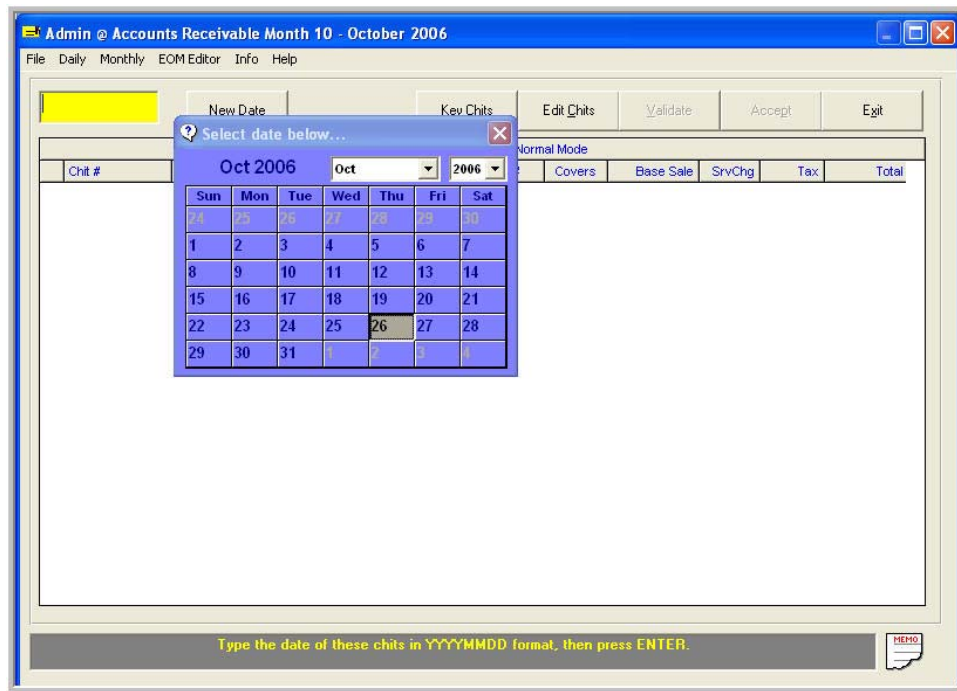 Admin @ Accounts Receivable Month 10 - October 2006
File Daily Monthly EOM Editor Info Help
New Date Key Chits Edit Chits Validate Accept Exit
Select date below...
Normal Mode
Oct 2006 Oct 2006
Chit # Covers Base Sale SrvChg Tax Total
Sun Mon Tue Wed Thu Fri Sat
24 25 26 27 28 29 30
1 2 3 4 5 6 7
8 9 10 11 12 13 14
15 16 17 18 19 20 21
22 23 24 25 26 27 28
29 30 31 1 2 3 4
Type the date of these chits in YYYYMMDD format, then press ENTER.
MEMO